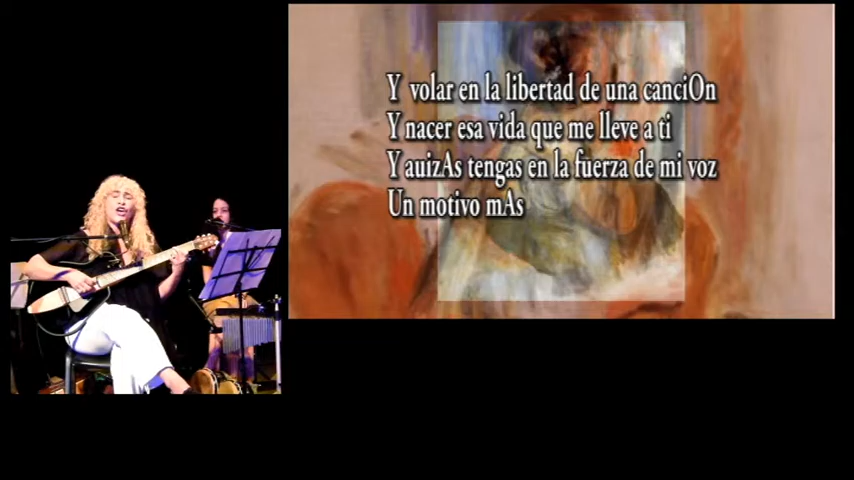 Y volar en la libertad de una canciOn
Y nacer esa vida que me lleve a ti
Y auizAs tengas en la fuerza de mi voz
Un motivo mAs